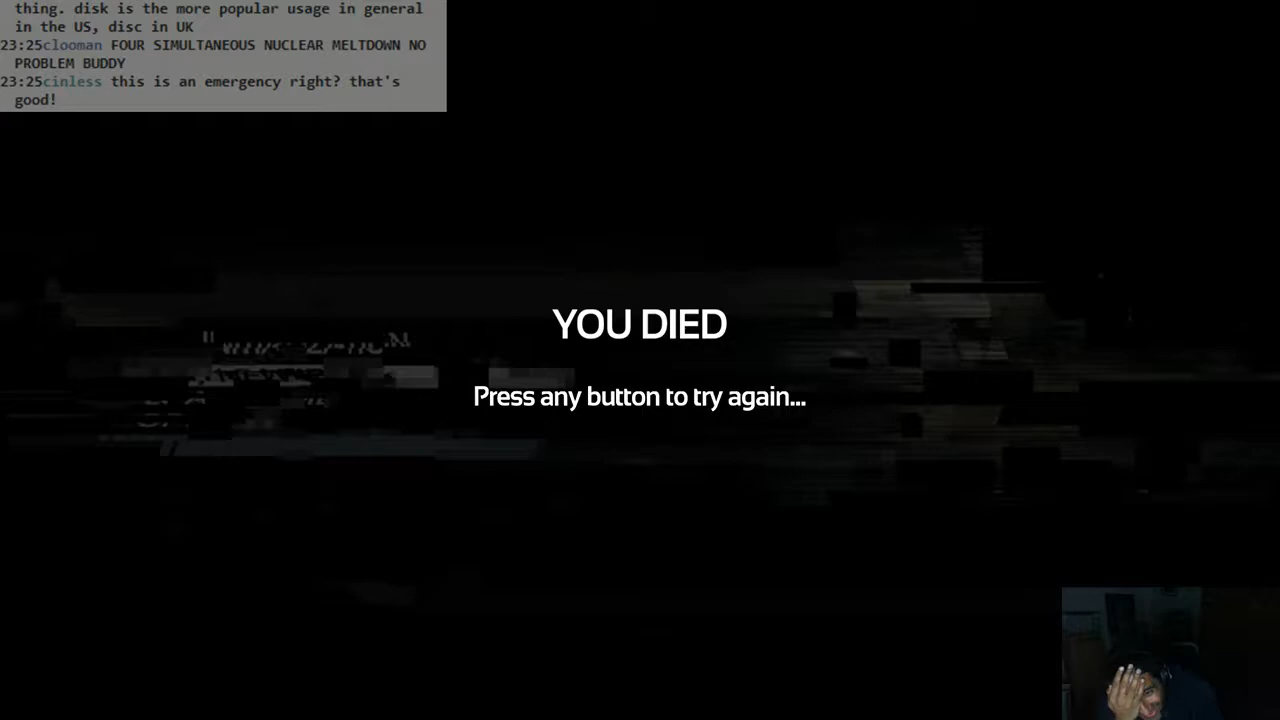 thing. disk is the more popular usage in general
in the US, disc in UK
23:25clooman FOUR SIMULTANEOUS NUCLEAR MELTDOWN NO
PROBLEM BUDDY
23:25cinless this is an emergency right? that's
good!
YOU DIED
Press any button to try again...